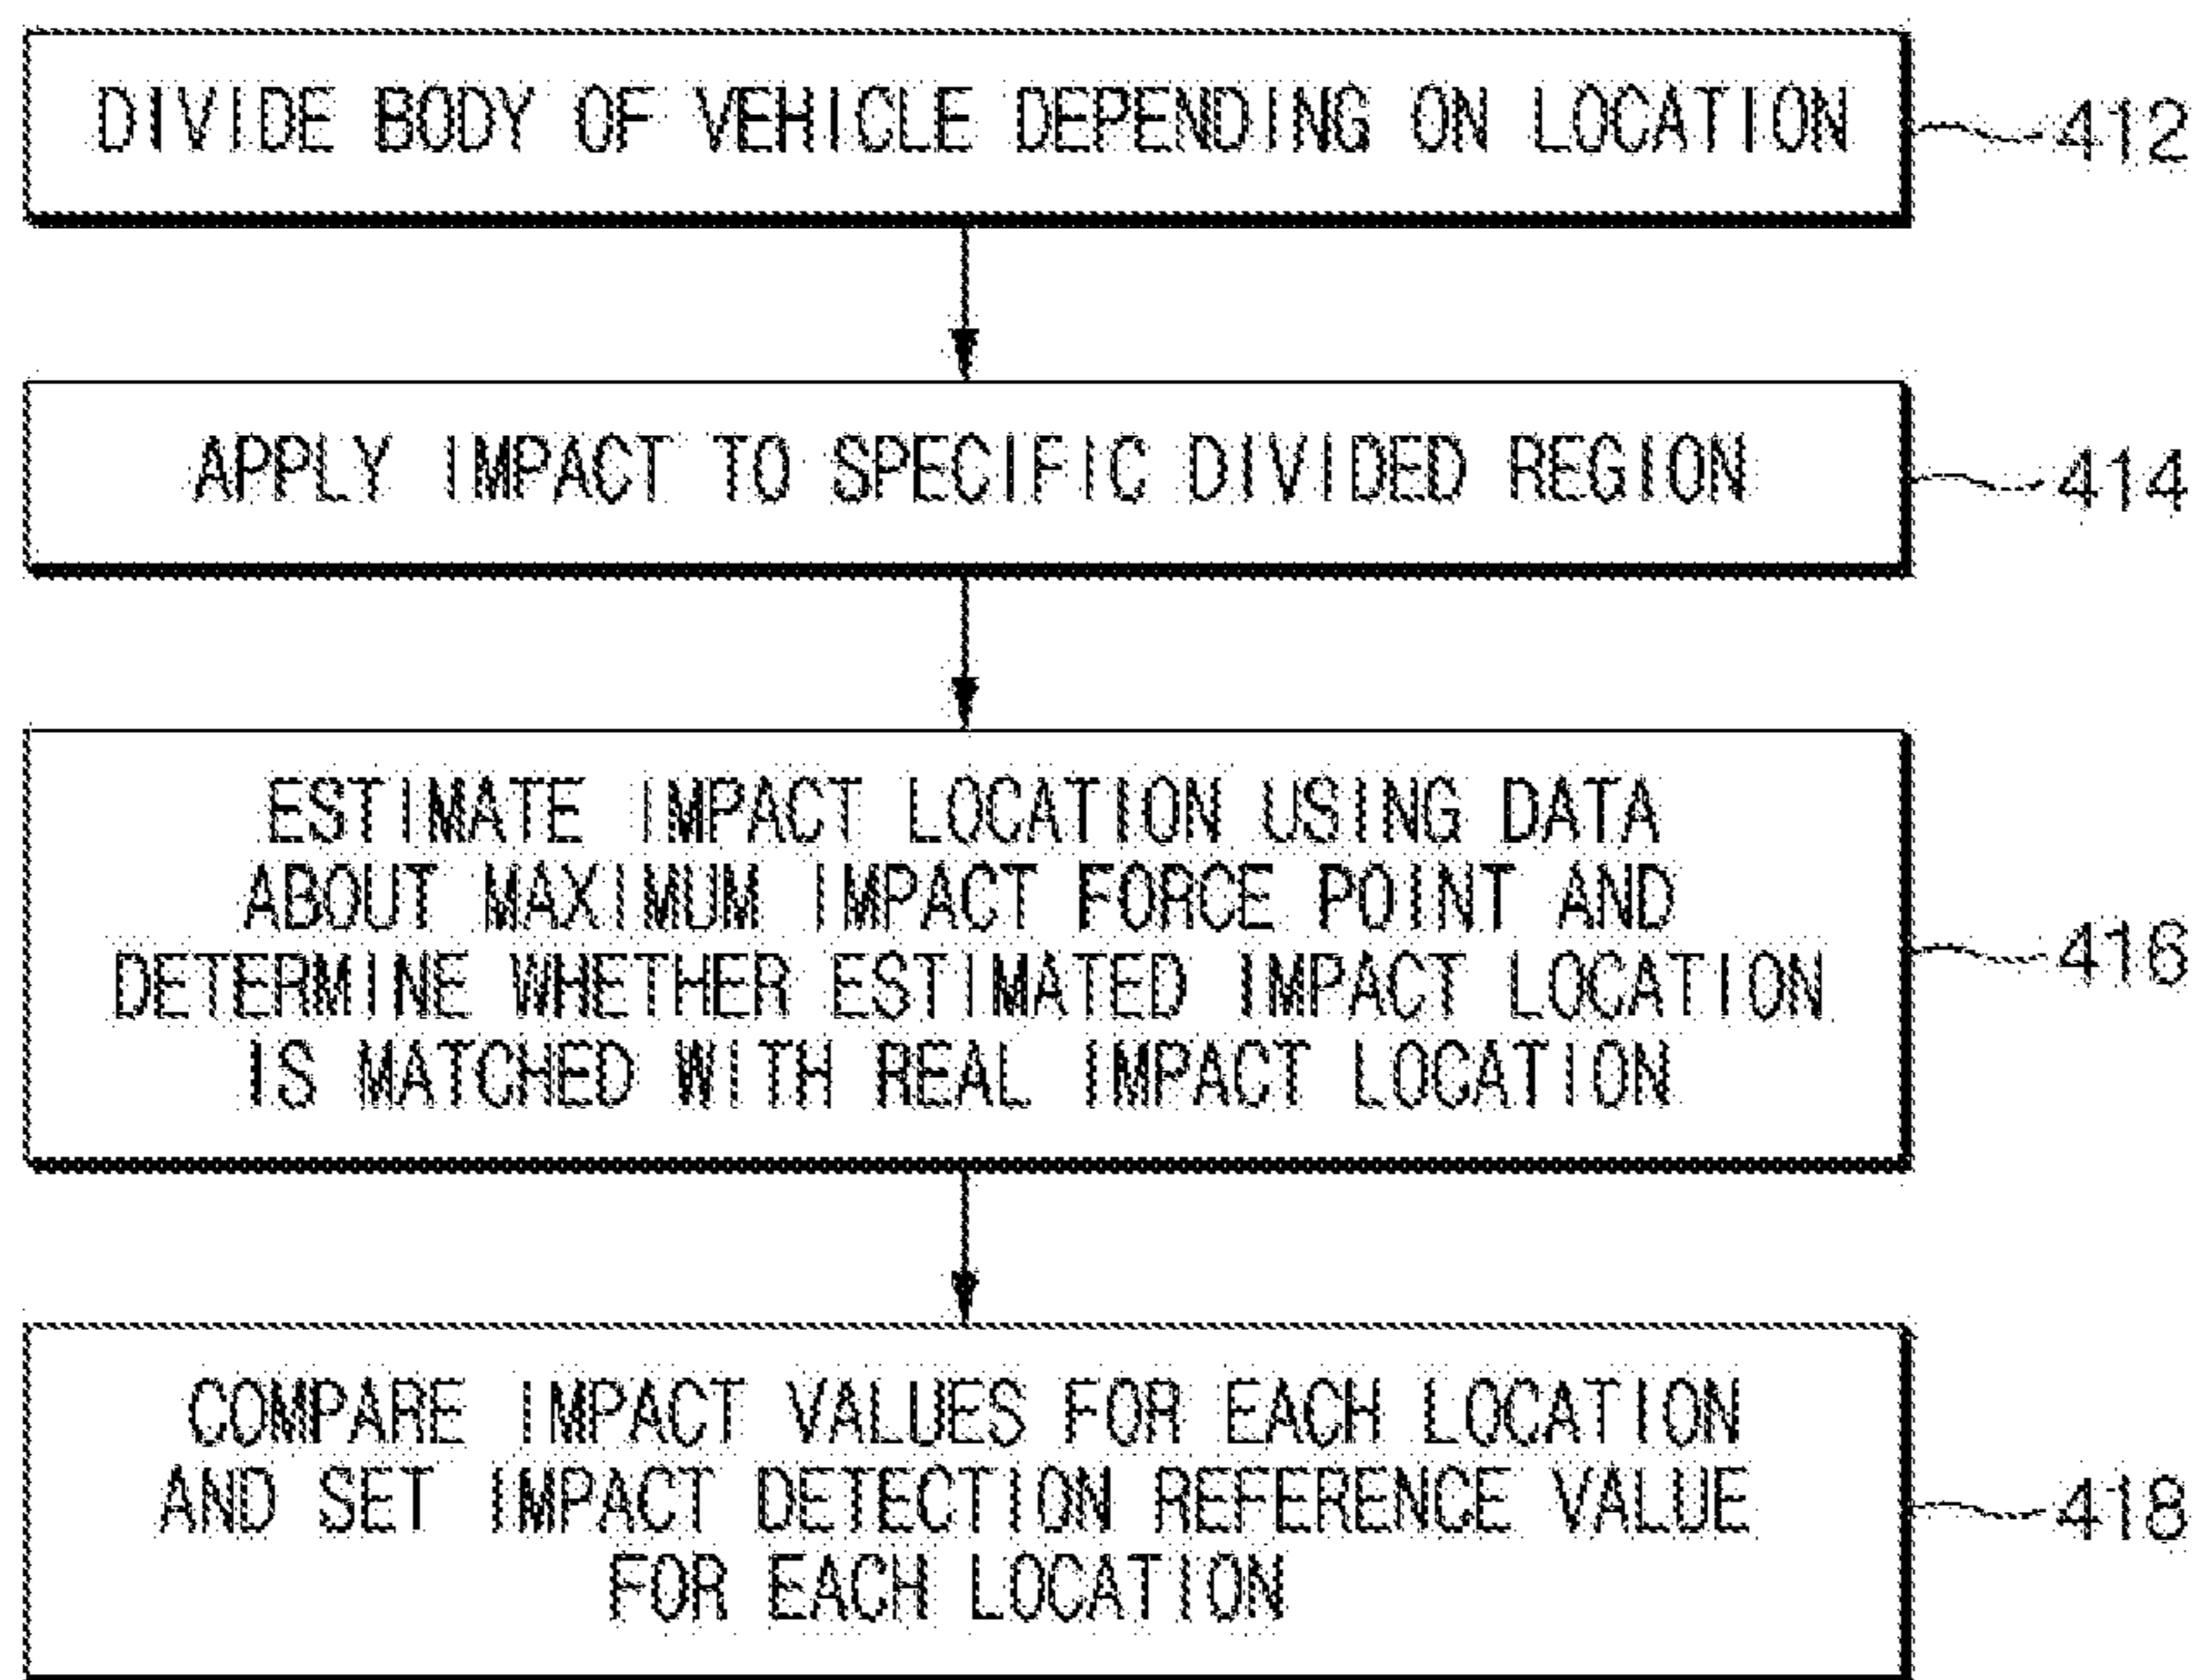 DIVIDE BODY OF VEHICLE DEPENDING ON LOCATION
412
APPLY IMPACT TO SPECIFIC DIVIDED REGION
414
ESTIMATE IMPACT LOCATION USING DATA
ABOUT MAXIMUM IMPACT FORCE POINT AND
DETERMINE WHETHER ESTIMATED IMPACT LOCATION
IS MATCHED WITH REAL IMPACT LOCATION
416
COMPARE IMPACT VALUES FOR EACH LOCATION
AND SET IMPACT DETECTION REFERENCE VALUE
FOR EACH LOCATION
418